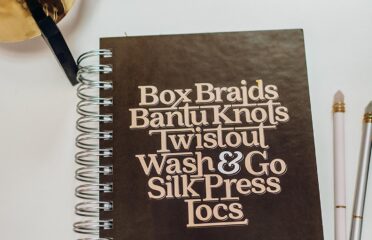 Box Braids
Bantu Knots
Twistout
Wash & Go
Silk Press
Locs